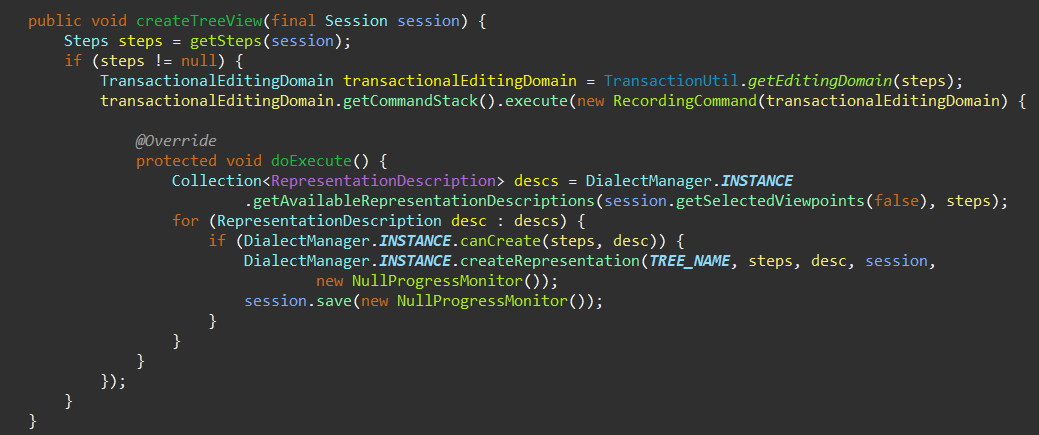 public void createTreeView(final Session session) {
    Steps steps = getSteps(session);
    if (steps != null) {
        TransactionalEditingDomain transactionalEditingDomain = TransactionUtil.getEditingDomain(steps);
        transactionalEditingDomain.getCommandStack().execute(new RecordingCommand(transactionalEditingDomain) {

            @Override
            protected void doExecute() {
                Collection<RepresentationDescription> descs = DialectManager.INSTANCE
                        .getAvailableRepresentationDescriptions(session.getSelectedViewpoints(false), steps);
                for (RepresentationDescription desc : descs) {
                    if (DialectManager.INSTANCE.canCreate(steps, desc)) {
                        DialectManager.INSTANCE.createRepresentation(TREE_NAME, steps, desc, session,
                                new NullProgressMonitor());
                        session.save(new NullProgressMonitor());
                    }
                }
            }
        });
    }
}